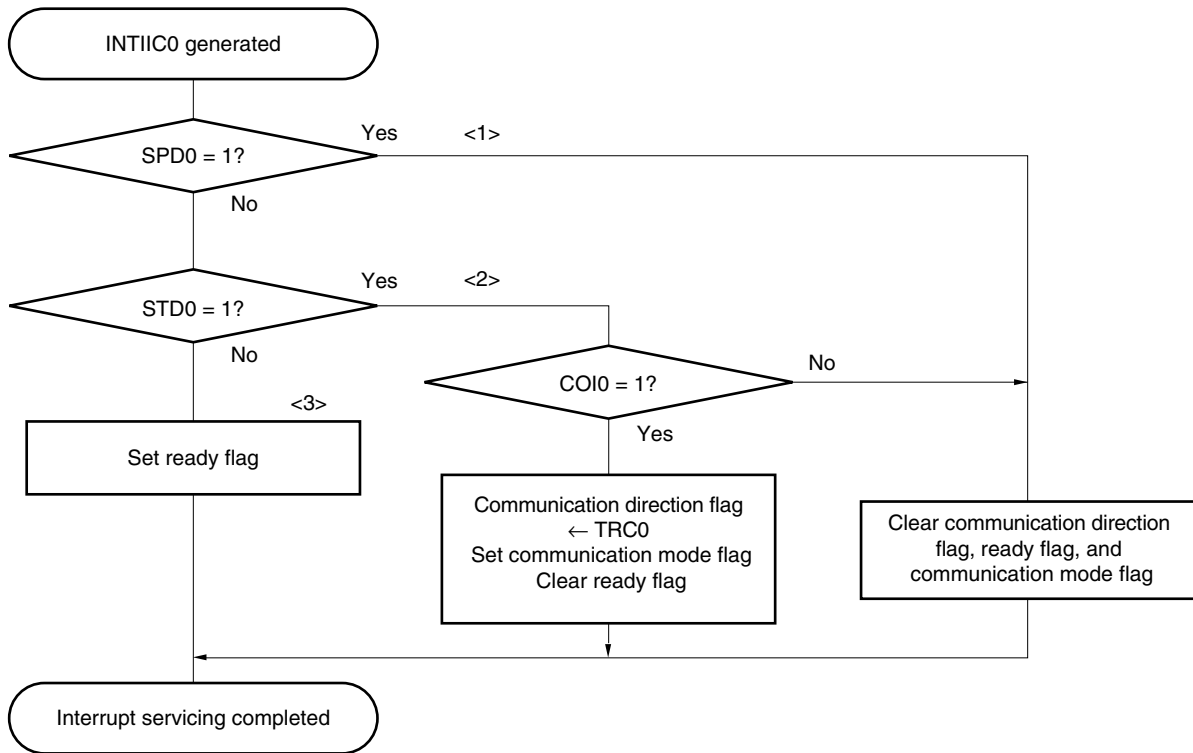 INTIIC0 generated
Yes
<1>
SPD0 = 1?
No
Yes
<2>
STD0 = 1?
No
COI0 = 1?
No
Yes
<3>
Set ready flag
Communication direction flag
← TRC0
Set communication mode flag
Clear ready flag
Clear communication direction
flag, ready flag, and
communication mode flag
Interrupt servicing completed